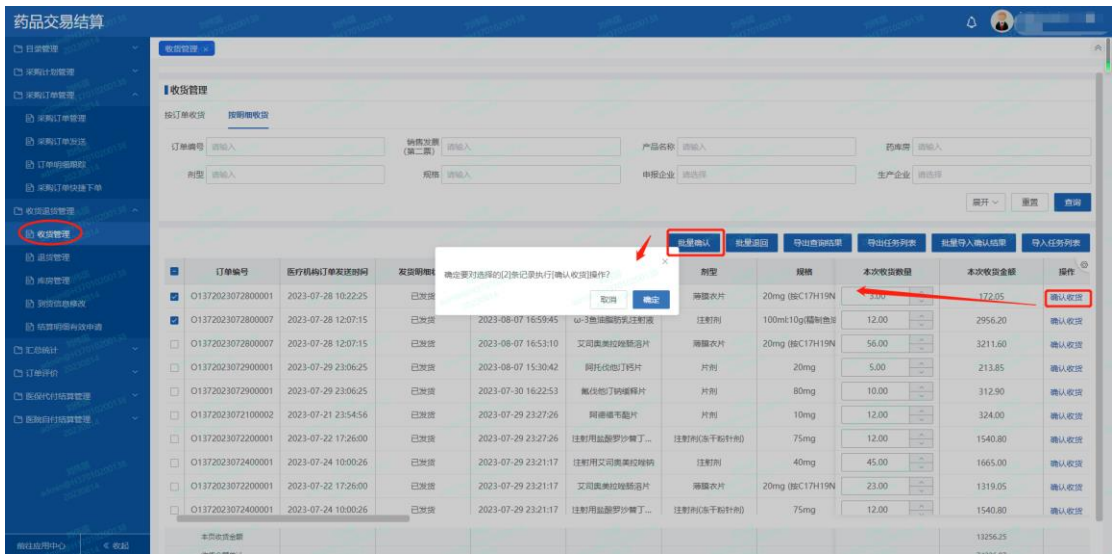 药品交易结算
目录管理
收货管理 ×
采购计划管理
采购订单管理
收货管理
采购订单管理
按订单收货 按明细收货
采购订单发送
订单编号 请输入 销售发票(第二票) 请输入 产品名称 请输入 药库房 请输入
订单明细跟踪
剂型 请输入 规格 请输入 申报企业 请选择 生产企业 请选择
采购订单快捷下单
收货退货管理
展开 重置 查询
收货管理
批量确认 批量退回 导出查询结果 导出任务列表 批量导入确认结果 导入任务列表
退货管理
库房管理
到货信息修改
结算明细有效申请
汇总统计
订单评价
医保代付结算管理
医院自付结算管理
确定要对选择的[2]条记录执行[确认收货]操作?
取消 确定
订单编号 医疗机构订单发送时间 发货明细 剂型 规格 本次收货数量 本次收货金额 操作
O1372023072800001 2023-07-28 10:22:25 已发货 薄膜衣片 20mg (按C17H19N 3.00 172.05 确认收货
O1372023072800007 2023-07-28 12:07:15 已发货 2023-08-07 16:59:45 ω-3鱼油脂肪乳注射液 注射剂 100ml:10g(精制鱼油 12.00 2956.20 确认收货
O1372023072800007 2023-07-28 12:07:15 已发货 2023-08-07 16:53:10 艾司奥美拉唑肠溶片 薄膜衣片 20mg (按C17H19N 56.00 3211.60 确认收货
O1372023072900001 2023-07-29 23:06:25 已发货 2023-08-07 15:30:42 阿托伐他汀钙片 片剂 20mg 5.00 213.85 确认收货
O1372023072900001 2023-07-29 23:06:25 已发货 2023-07-30 16:22:53 氟伐他汀钠缓释片 片剂 80mg 10.00 312.90 确认收货
O1372023072100002 2023-07-21 23:54:56 已发货 2023-07-29 23:27:26 阿德福韦酯片 片剂 10mg 12.00 324.00 确认收货
O1372023072200001 2023-07-22 17:26:00 已发货 2023-07-29 23:27:26 注射用盐酸罗沙替丁... 注射剂(冻干粉针剂) 75mg 12.00 1540.80 确认收货
O1372023072400001 2023-07-24 10:00:26 已发货 2023-07-29 23:21:17 注射用艾司奥美拉唑钠 注射剂 40mg 45.00 1665.00 确认收货
O1372023072200001 2023-07-22 17:26:00 已发货 2023-07-29 23:21:17 艾司奥美拉唑肠溶片 薄膜衣片 20mg (按C17H19N 23.00 1319.05 确认收货
O1372023072400001 2023-07-24 10:00:26 已发货 2023-07-29 23:21:17 注射用盐酸罗沙替丁... 注射剂(冻干粉针剂) 75mg 12.00 1540.80 确认收货
本页收货金额 13256.25
前往应用中心 《 收起